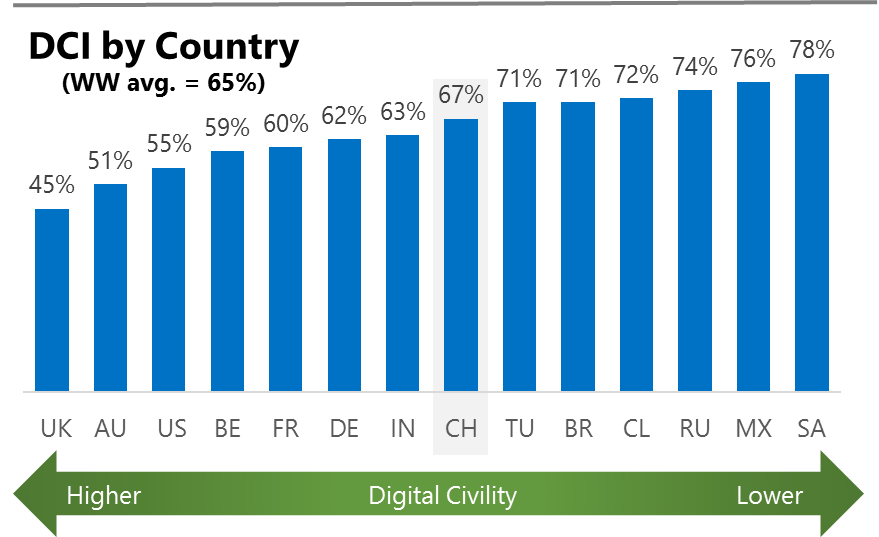 DCI by Country
(WW avg. = 65%)
45% 51% 55% 59% 60% 62% 63% 67% 71% 71% 72% 74% 76% 78%
UK AU US BE FR DE IN CH TU BR CL RU MX SA
Higher Digital Civility Lower